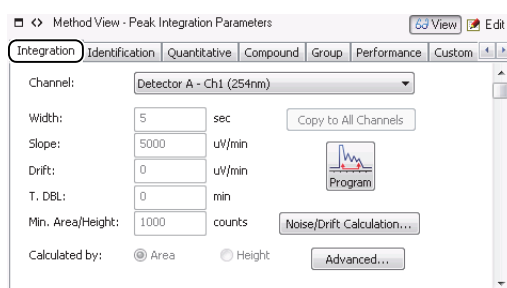 Method View - Peak Integration Parameters View Edit
Integration Identification Quantitative Compound Group Performance Custom
Channel: Detector A - Ch1 (254nm)
Width: 5 sec Copy to All Channels
Slope: 5000 uV/min
Drift: 0 uV/min
Program
T. DBL: 0 min
Min. Area/Height: 1000 counts Noise/Drift Calculation...
Calculated by: Area Height Advanced...